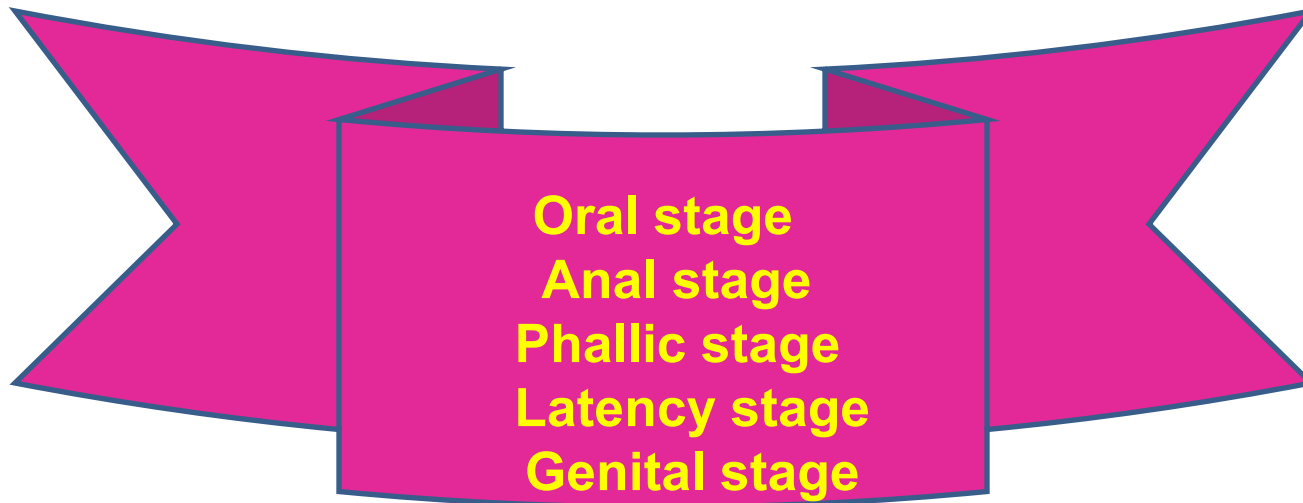 Oral stage
Anal stage
Phallic stage
Latency stage
Genital stage